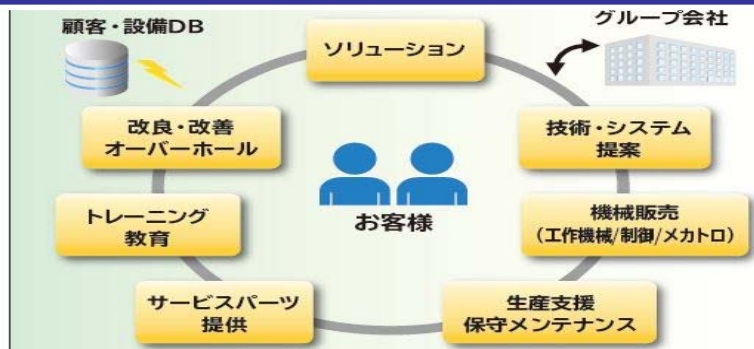 顧客・設備DB
グループ会社
ソリューション
改良・改善
オーバーホール
技術・システム
提案
お客様
トレーニング
教育
機械販売
（工作機械/制御/メカトロ）
サービスパーツ
提供
生産支援
保守メンテナンス